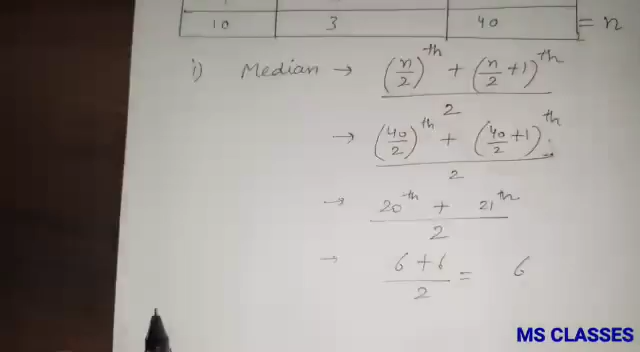 10 3 40 = n
i) Median → ((n/2)^th + (n/2 + 1)^th) / 2
→ ((40/2)^th + (40/2 + 1)^th) / 2
→ (20^th + 21^th) / 2
→ (6 + 6) / 2 = 6
MS CLASSES